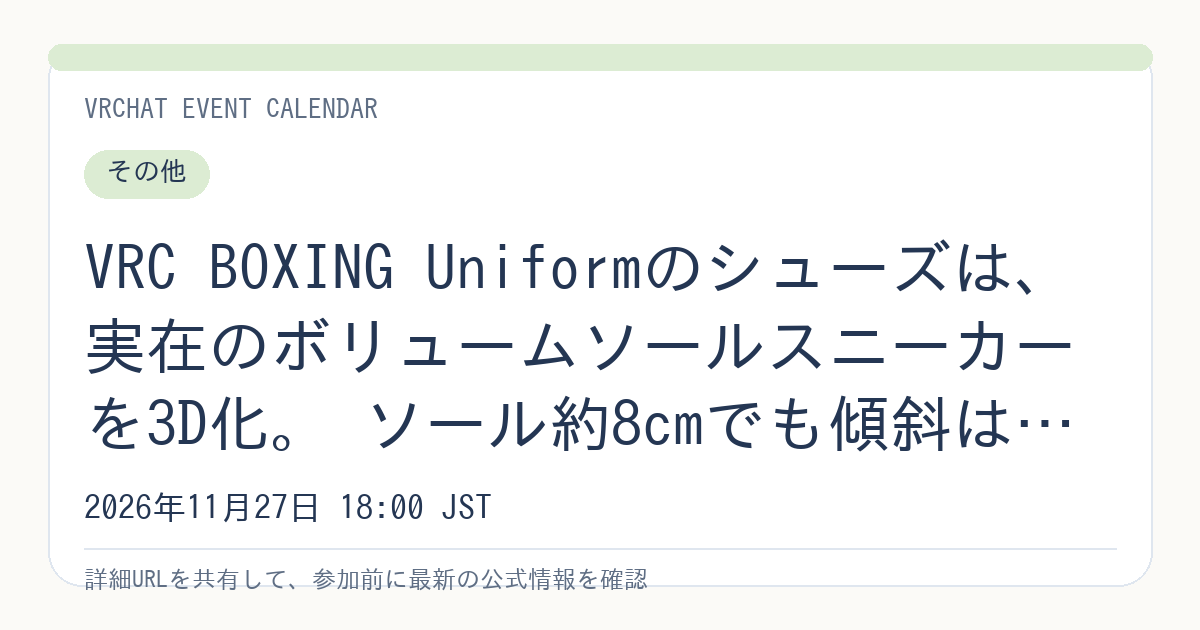 VRCHAT EVENT CALENDAR
その他
VRC BOXING Uniformのシューズは、
実在のボリュームソールスニーカー
を3D化。 ソール約8cmでも傾斜は…
2026年11月27日 18:00 JST
詳細URLを共有して、参加前に最新の公式情報を確認